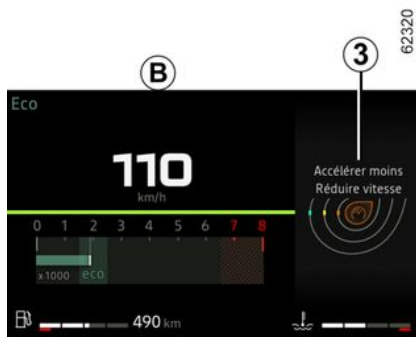 62320
B
3
Eco
110
km/h
Accélérer moins
Réduire vitesse
0 1 2 3 4 5 6 7 8
x1000 eco
490 km